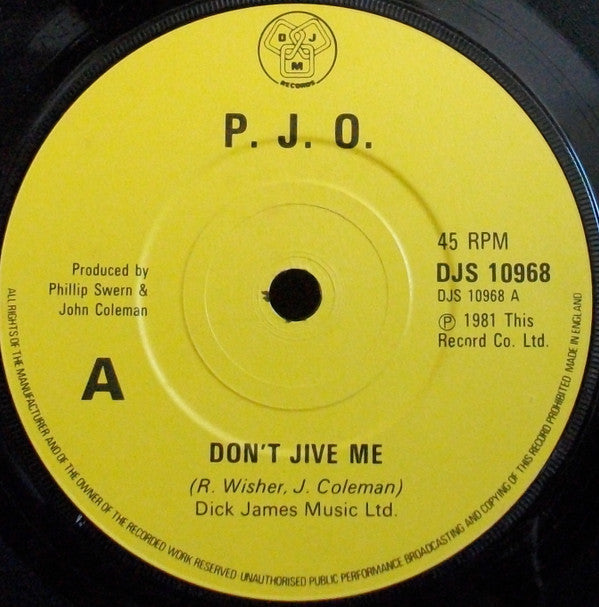 D J
M
RECORDS
P. J. O.
45 RPM
DJS 10968
DJS 10968 A
℗ 1981 This
Record Co. Ltd.
Produced by
Phillip Swern &
John Coleman
A
DON'T JIVE ME
(R. Wisher, J. Coleman)
Dick James Music Ltd.
ALL RIGHTS OF THE MANUFACTURER AND OF THE OWNER OF THE RECORDED WORK RESERVED UNAUTHORISED PUBLIC PERFORMANCE BROADCASTING AND COPYING OF THIS RECORD PROHIBITED MADE IN ENGLAND